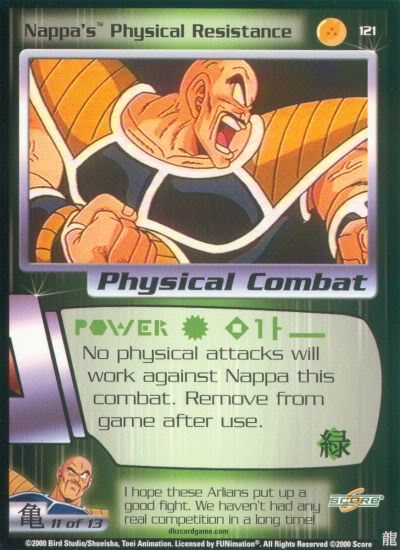 Nappa's™ Physical Resistance
121
Physical Combat
POWER
No physical attacks will
work against Nappa this
combat. Remove from
game after use.
緑
I hope these Arlians put up a
good fight. We haven't had any
real competition in a long time!
亀 11 of 13
dbzcardgame.com
SCORE
龍
©2000 Bird Studio/Shueisha, Toei Animation. Licensed by FUNimation®. All Rights Reserved ©2000 Score